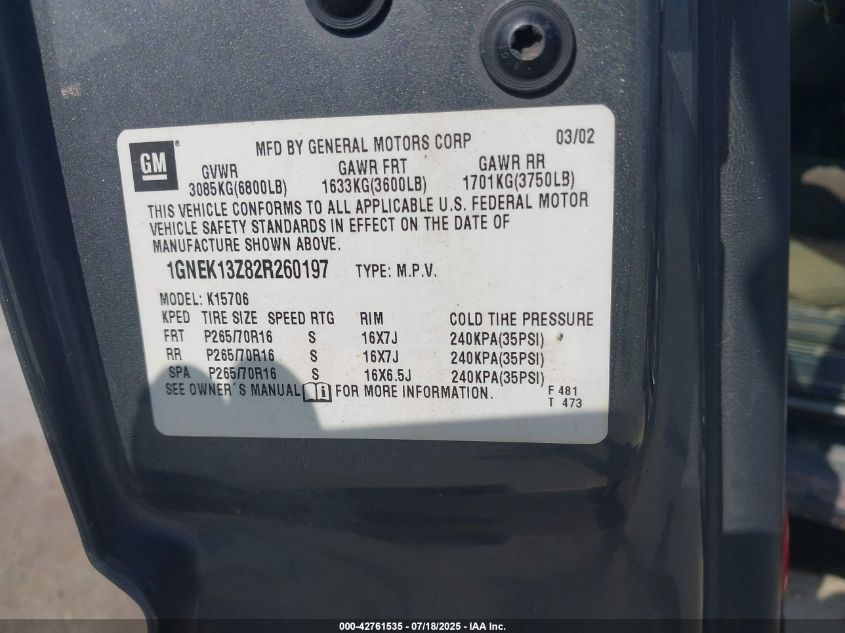 GM
MFD BY GENERAL MOTORS CORP 03/02
GVWR GAWR FRT GAWR RR
3085KG(6800LB) 1633KG(3600LB) 1701KG(3750LB)
THIS VEHICLE CONFORMS TO ALL APPLICABLE U.S. FEDERAL MOTOR
VEHICLE SAFETY STANDARDS IN EFFECT ON THE DATE OF
MANUFACTURE SHOWN ABOVE.
1GNEK13Z82R260197 TYPE: M.P.V.
MODEL: K15706
KPED TIRE SIZE SPEED RTG RIM COLD TIRE PRESSURE
FRT P265/70R16 S 16X7J 240KPA(35PSI)
RR P265/70R16 S 16X7J 240KPA(35PSI)
SPA P265/70R16 S 16X6.5J 240KPA(35PSI)
SEE OWNER'S MANUAL i FOR MORE INFORMATION.
F 481
T 473
000-42761535 - 07/18/2025 - IAA Inc.